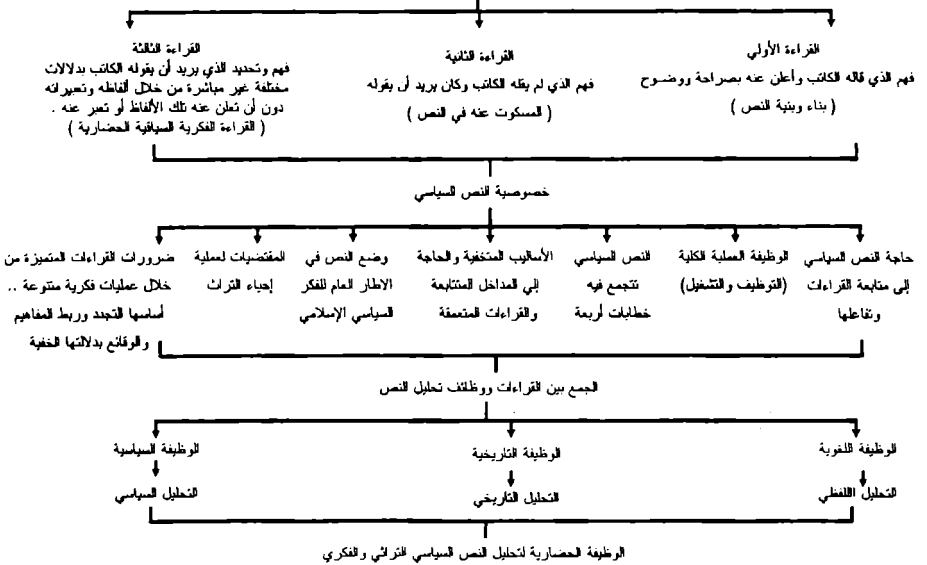 القراءة الأولي
فهم الذي قاله الكاتب وأعلن عنه بصراحة ووضوح
( بناء وبنية النص )
القراءة الثانية
فهم الذي لم يقله الكاتب وكان يريد أن يقوله
( المسكوت عنه في النص )
القراءة الثالثة
فهم وتحديد الذي يريد أن يقوله الكاتب بدلالات
مختلفة غير مباشرة من خلال ألفاظه وتعبيراته
دون أن تعلن عنه تلك الألفاظ أو تعبر عنه .
( القراءة الفكرية السياقية الحضارية )
خصوصية النص السياسي
حاجة النص السياسي
إلى متابعة القراءات
وتفاعلها
الوظيفة العملية الكلية
(التوظيف والتشغيل)
النص السياسي
تتجمع فيه
خطابات أربعة
الأساليب المتخفية والحاجة
إلي المداخل المتتابعة
والقراءات المتعمقة
وضع النص في
الاطار العام للفكر
السياسي الإسلامي
المقتضيات لعملية
إحياء التراث
ضرورات القراءات المتميزة من
خلال عمليات فكرية متنوعة ..
أساسها التجدد وربط المفاهيم
والوقائع بدلالتها الخفية
الجمع بين القراءات ووظائف تحليل النص
الوظيفة اللغوية
الوظيفة التاريخية
الوظيفة السياسية
التحليل اللفظي
التحليل التاريخي
التحليل السياسي
الوظيفة الحضارية لتحليل النص السياسي التراثي والفكري